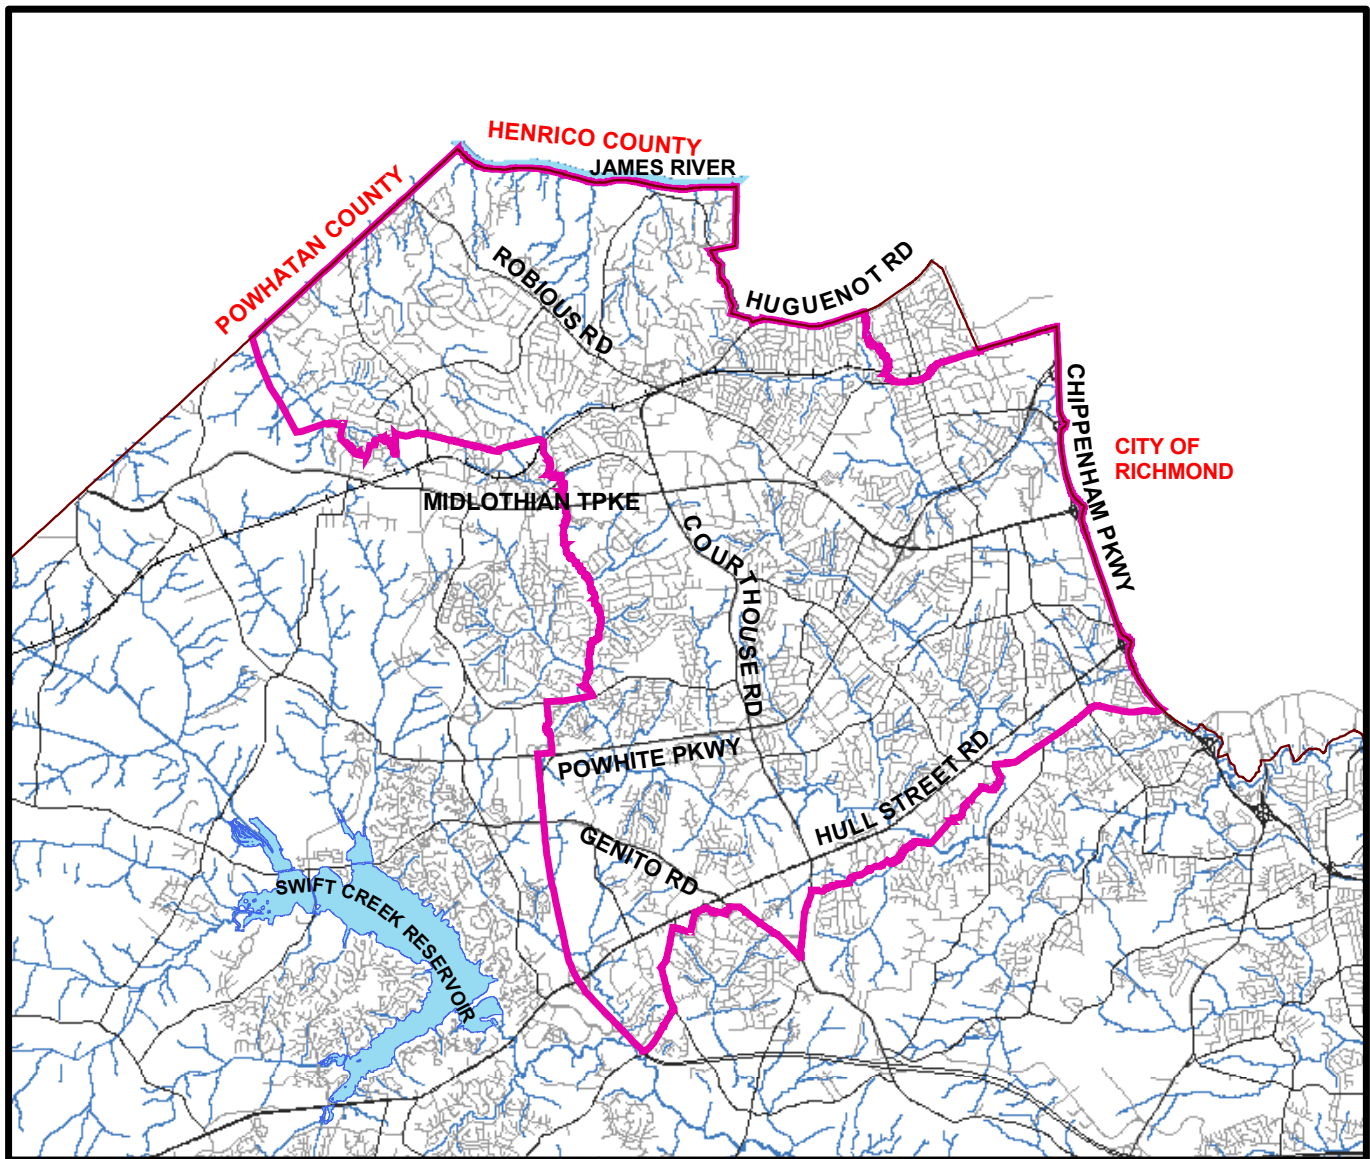 HENRICO COUNTY
JAMES RIVER
POWHATAN COUNTY
ROBIOUS RD
HUGUENOT RD
CHIPPENHAM PKWY
CITY OF
RICHMOND
MIDLOTHIAN TPKE
COURTHOUSE RD
POWHITE PKWY
HULL STREET RD
GENITO RD
SWIFT CREEK RESERVOIR